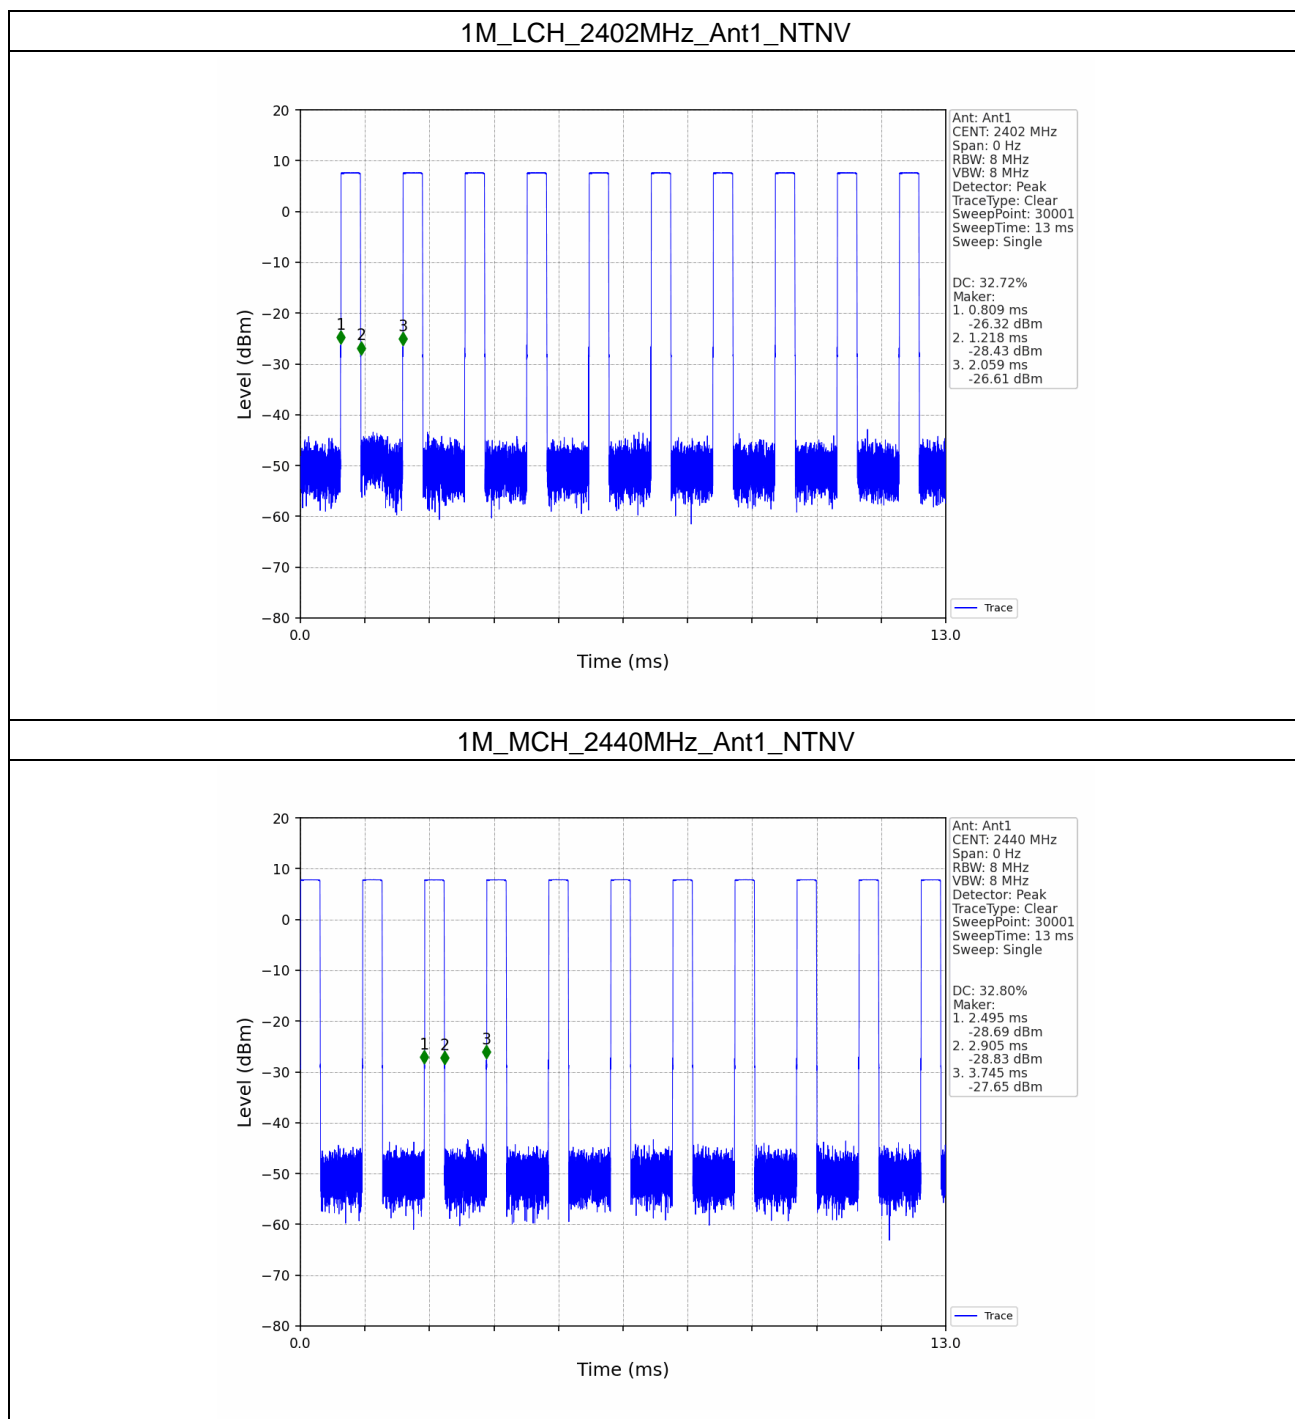 1M_LCH_2402MHz_Ant1_NTNV
20
10
0
−10
−20
−30
−40
−50
−60
−70
−80
Level (dBm)
1
2
3
0.0
13.0
Time (ms)
Ant: Ant1
CENT: 2402 MHz
Span: 0 Hz
RBW: 8 MHz
VBW: 8 MHz
Detector: Peak
TraceType: Clear
SweepPoint: 30001
SweepTime: 13 ms
Sweep: Single
DC: 32.72%
Maker:
1. 0.809 ms
-26.32 dBm
2. 1.218 ms
-28.43 dBm
3. 2.059 ms
-26.61 dBm
Trace
1M_MCH_2440MHz_Ant1_NTNV
20
10
0
−10
−20
−30
−40
−50
−60
−70
−80
Level (dBm)
1
2
3
0.0
13.0
Time (ms)
Ant: Ant1
CENT: 2440 MHz
Span: 0 Hz
RBW: 8 MHz
VBW: 8 MHz
Detector: Peak
TraceType: Clear
SweepPoint: 30001
SweepTime: 13 ms
Sweep: Single
DC: 32.80%
Maker:
1. 2.495 ms
-28.69 dBm
2. 2.905 ms
-28.83 dBm
3. 3.745 ms
-27.65 dBm
Trace